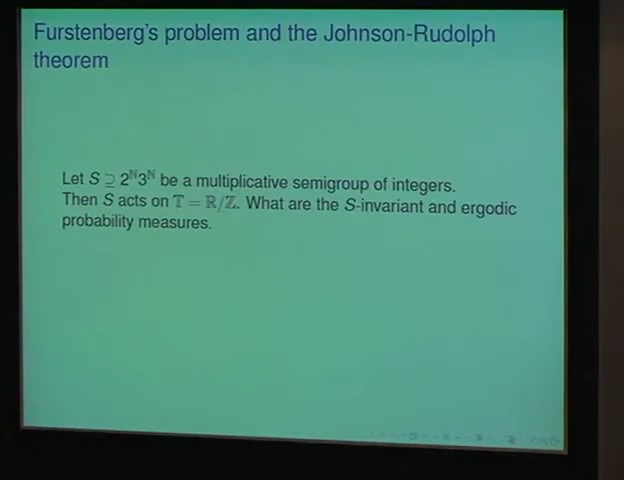 Furstenberg's problem and the Johnson-Rudolph
theorem
Let S ⊇ 2^ℕ3^ℕ be a multiplicative semigroup of integers.
Then S acts on 𝕋 = ℝ/ℤ. What are the S-invariant and ergodic
probability measures.